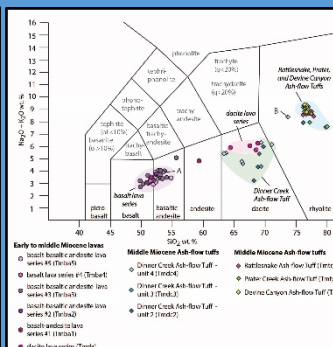 Na₂O + K₂O wt. %
16
15
14
13
12
11
10
9
8
7
6
5
4
3
2
1
phonolite
tephri-
phonolite
trachyte
(q<20%)
trachydacite
(q>20%)
trachy
andesite
basaltic
trachy-
andesite
trachy-
basalt
basanite
(ol >10%)
tephrite
(ol <10%)
picro
basalt
basalt
basaltic
andesite
andesite
dacite
rhyolite
Rattlesnake, Prater,
and Devine Canyon
Ash-flow Tuffs
B
dacite lava
series
A
basalt lava
series
Dinner Creek
Ash-flow Tuff
45
50
55
60
65
70
75
80
SiO₂ wt. %
Early to middle Miocene lavas
basalt-basaltic andesite lava
series #5 (Tmba5)
basalt lava series #4 (Tmb4)
basalt-basaltic andesite lava
series #3 (Tmba3)
basalt-basaltic andesite lava
series #2 (Tmba2)
basalt-andesite lava
series #1 (Tmba1)
Middle Miocene Ash-flow tuffs
Dinner Creek Ash-flow Tuff -
unit 4 (Tmdc4)
Dinner Creek Ash-flow Tuff -
unit 3 (Tmdc3)
Dinner Creek Ash-flow Tuff -
unit 2 (Tmdc2)
Middle Miocene Ash-flow tuffs
Rattlesnake Ash-flow Tuff
Prater Creek Ash-flow Tuff
Devine Canyon Ash-flow Tuff